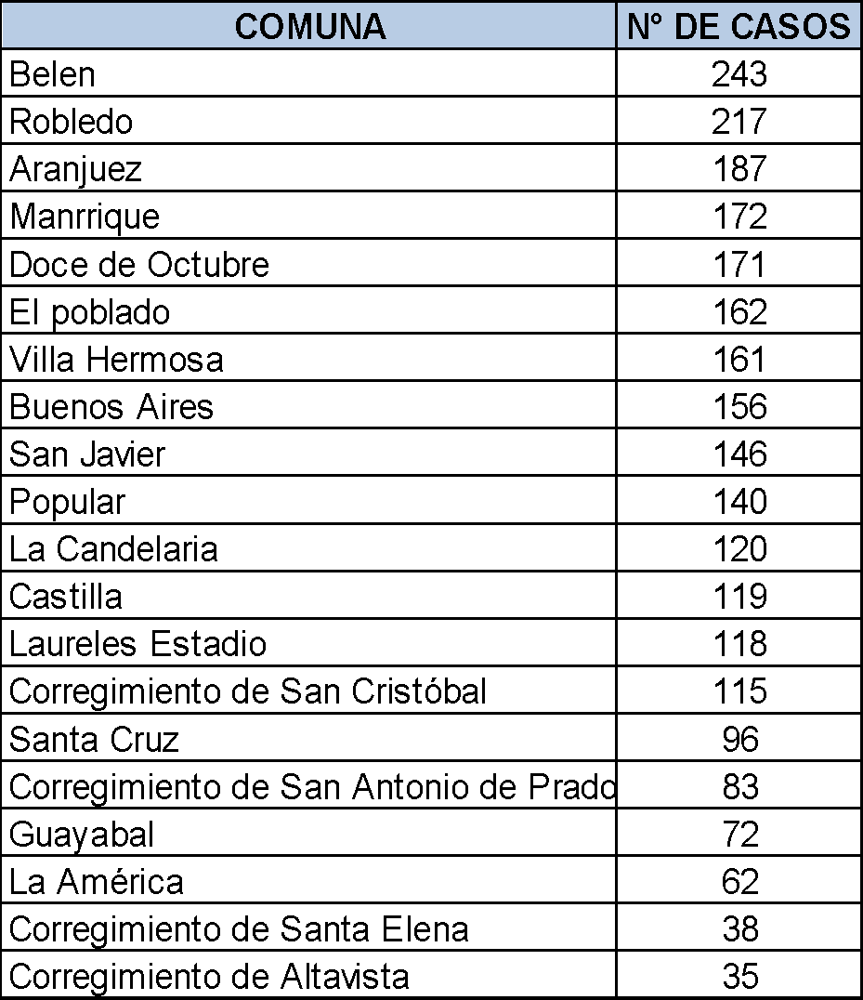 COMUNA Nº DE CASOS
Belen 243
Robledo 217
Aranjuez 187
Manrrique 172
Doce de Octubre 171
El poblado 162
Villa Hermosa 161
Buenos Aires 156
San Javier 146
Popular 140
La Candelaria 120
Castilla 119
Laureles Estadio 118
Corregimiento de San Cristóbal 115
Santa Cruz 96
Corregimiento de San Antonio de Prado 83
Guayabal 72
La América 62
Corregimiento de Santa Elena 38
Corregimiento de Altavista 35